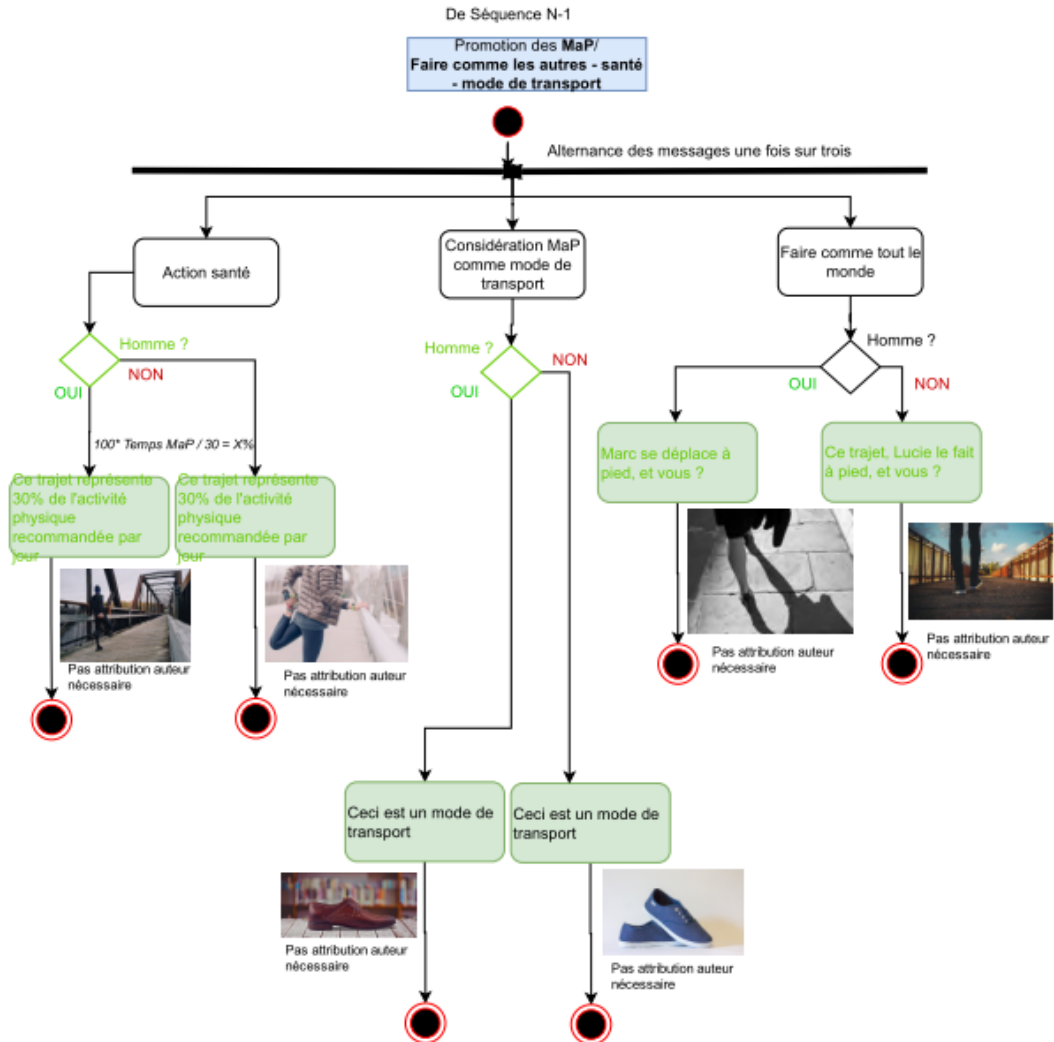 De Séquence N-1
Promotion des MaP/
Faire comme les autres - santé
- mode de transport
Alternance des messages une fois sur trois
Action santé
Considération MaP
comme mode de
transport
Faire comme tout le
monde
Homme ?
NON
OUI
Homme ?
NON
OUI
Homme ?
OUI
NON
100* Temps MaP / 30 = X%
Ce trajet représente
30% de l'activité
physique
recommandée par
jour
Ce trajet représente
30% de l'activité
physique
recommandée par
jour
Marc se déplace à
pied, et vous ?
Ce trajet, Lucie le fait
à pied, et vous ?
Pas attribution auteur
nécessaire
Pas attribution auteur
nécessaire
Pas attribution auteur
nécessaire
Pas attribution auteur
nécessaire
Ceci est un mode de
transport
Ceci est un mode de
transport
Pas attribution auteur
nécessaire
Pas attribution auteur
nécessaire